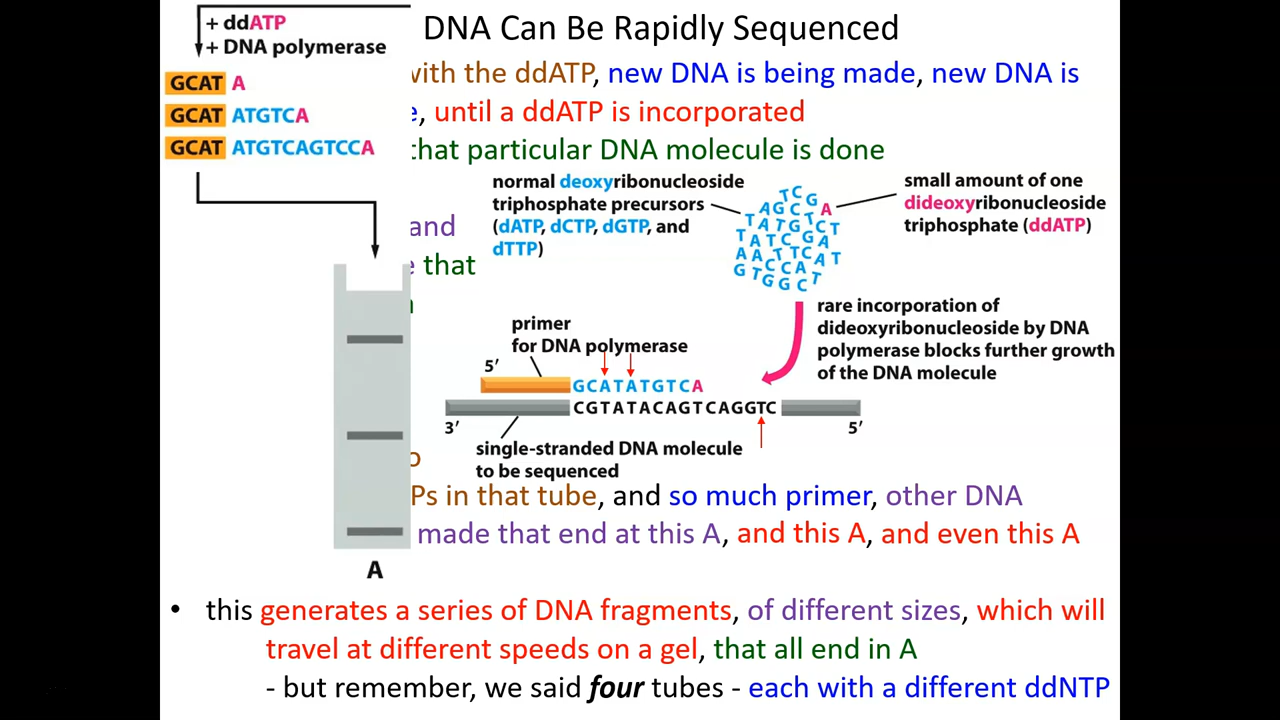 + ddATP
+ DNA polymerase
DNA Can Be Rapidly Sequenced
GCAT A
GCAT ATGTCA
GCAT ATGTCAGTCCA
with the ddATP, new DNA is being made, new DNA is
, until a ddATP is incorporated
that particular DNA molecule is done
and
that
normal deoxyribonucleoside
triphosphate precursors
(dATP, dCTP, dGTP, and
dTTP)
small amount of one
dideoxyribonucleoside
triphosphate (ddATP)
rare incorporation of
dideoxyribonucleoside by DNA
polymerase blocks further growth
of the DNA molecule
primer
for DNA polymerase
5′
GCATATGTCA
CGTATACAGTCAGGTC
3′
5′
single-stranded DNA molecule
to be sequenced
Ps in that tube, and so much primer, other DNA
made that end at this A, and this A, and even this A
A
• this generates a series of DNA fragments, of different sizes, which will
travel at different speeds on a gel, that all end in A
- but remember, we said four tubes - each with a different ddNTP